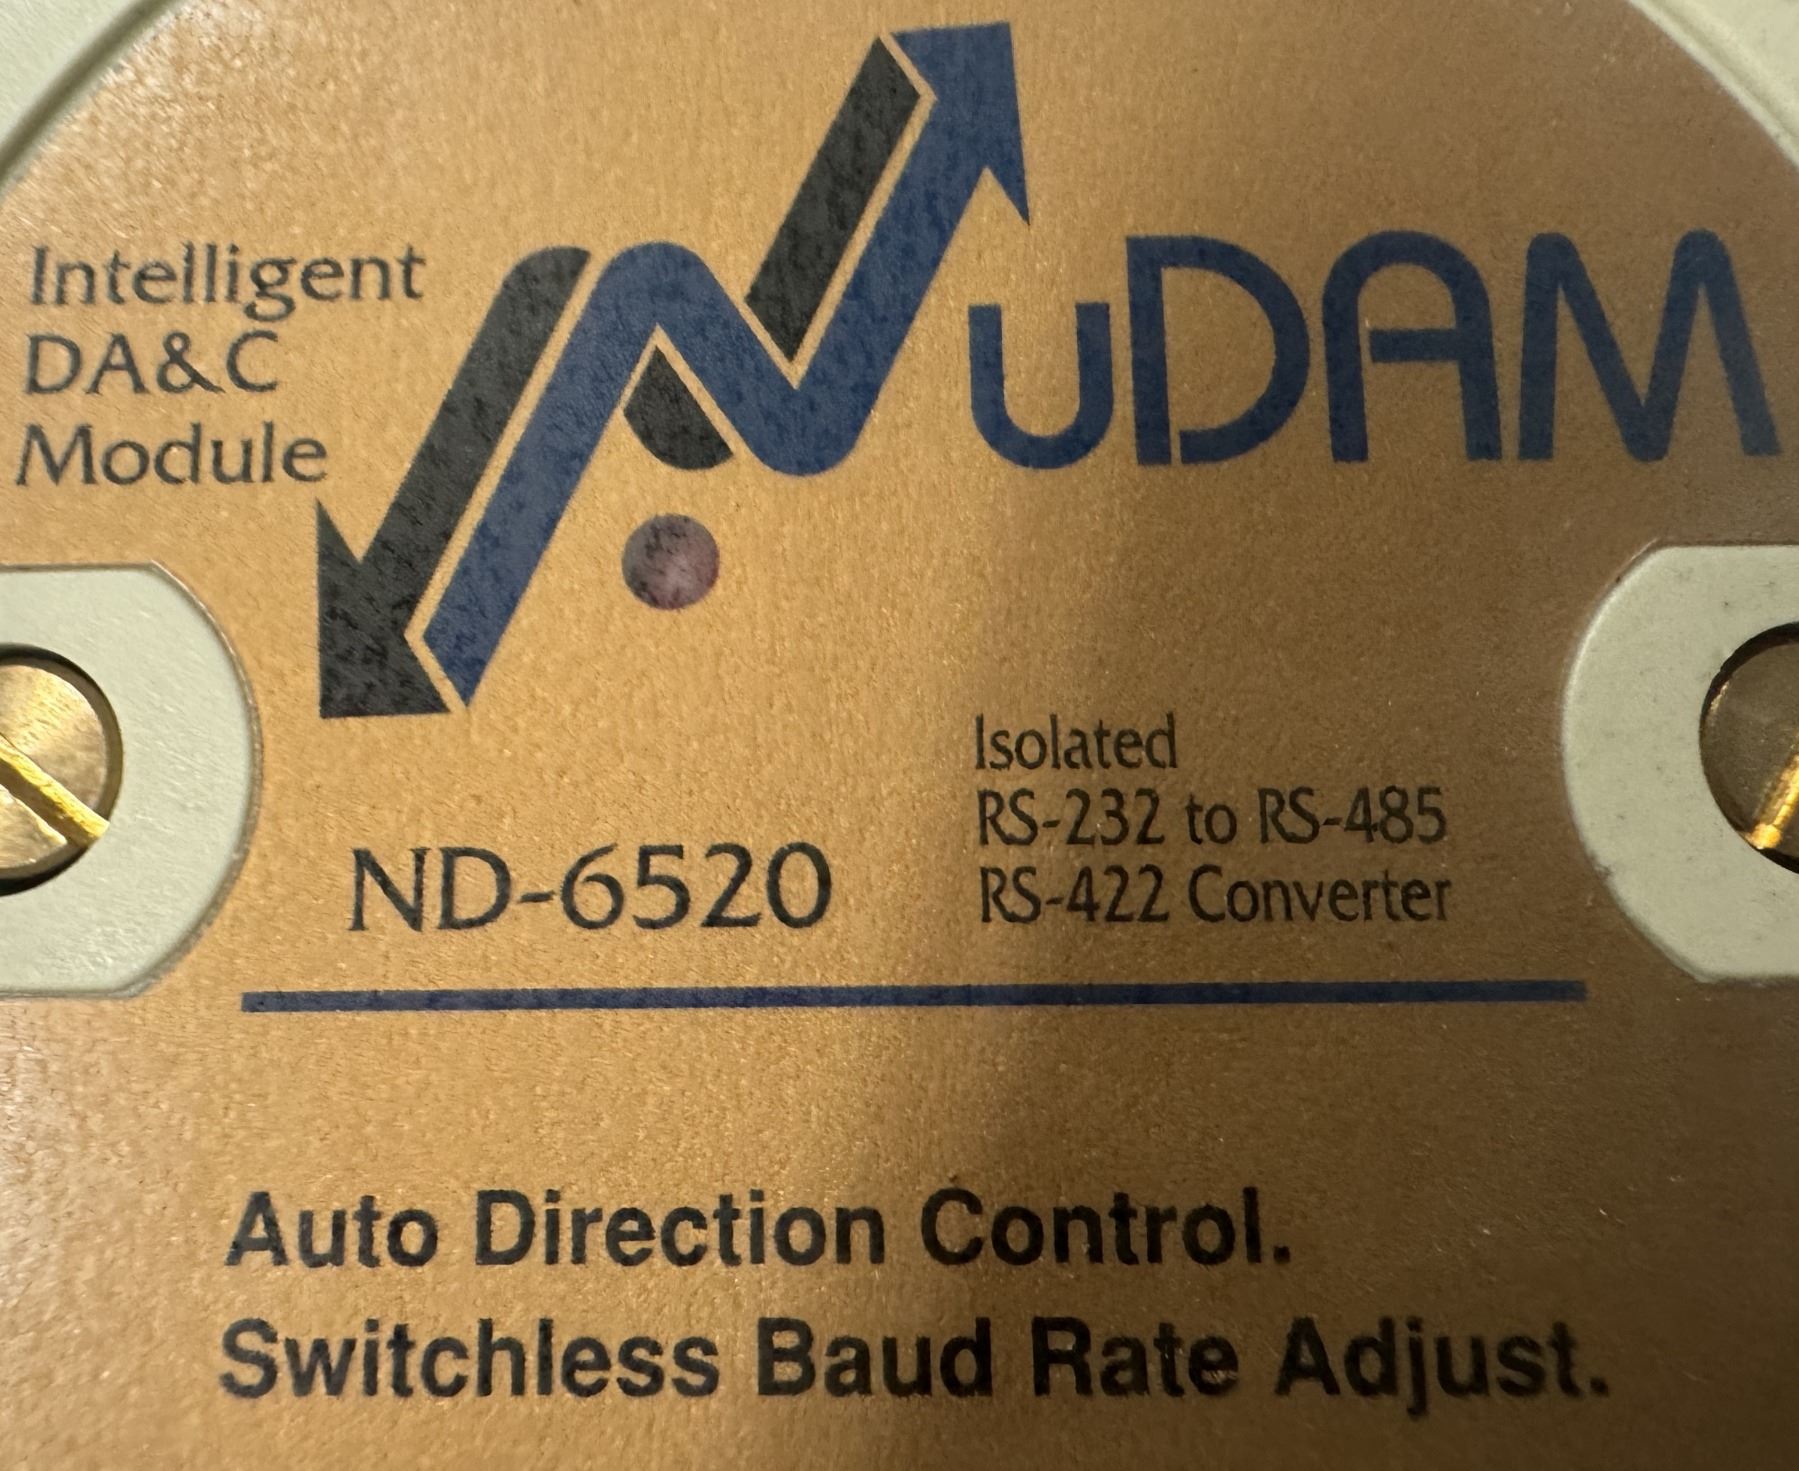 Intelligent
DA&C
Module
NuDAM
ND-6520
Isolated
RS-232 to RS-485
RS-422 Converter
Auto Direction Control.
Switchless Baud Rate Adjust.